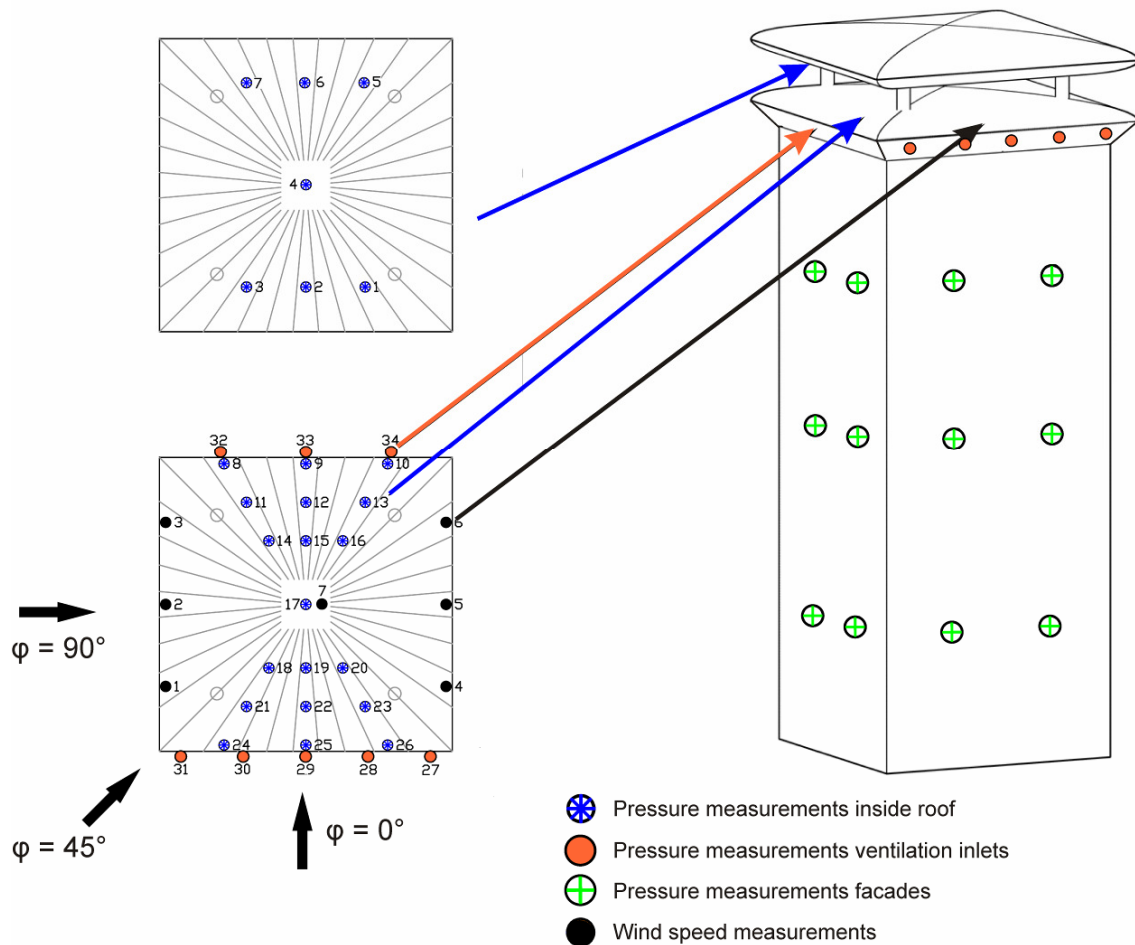 7 6 5
4
3 2 1
32 33 34
8 9 10
11 12 13
3 6
14 15 16
7
2 17 5
18 19 20
1 4
21 22 23
24 25 26
31 30 29 28 27
φ = 90°
φ = 45°
φ = 0°
Pressure measurements inside roof
Pressure measurements ventilation inlets
Pressure measurements facades
Wind speed measurements